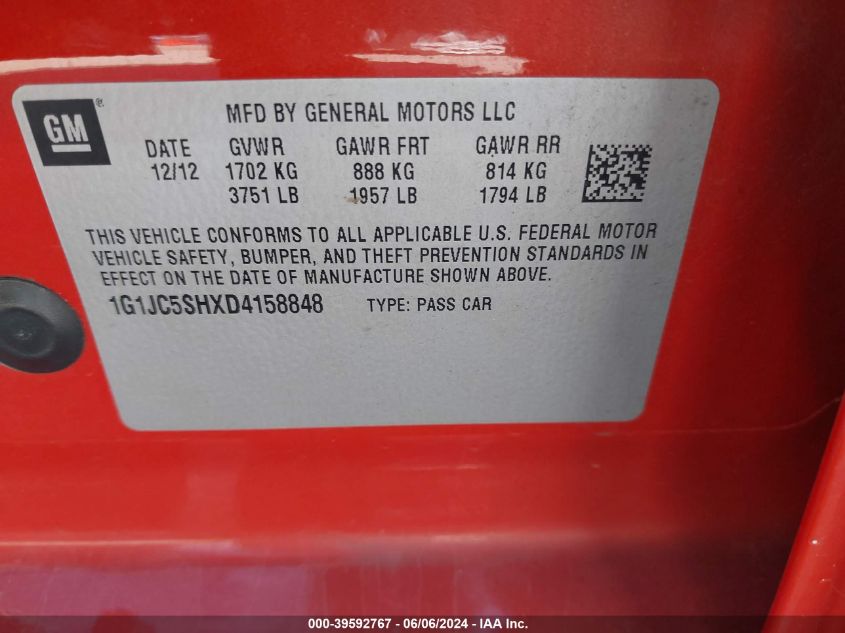 GM®
MFD BY GENERAL MOTORS LLC
DATE GVWR GAWR FRT GAWR RR
12/12 1702 KG 888 KG 814 KG
3751 LB 1957 LB 1794 LB
THIS VEHICLE CONFORMS TO ALL APPLICABLE U.S. FEDERAL MOTOR
VEHICLE SAFETY, BUMPER, AND THEFT PREVENTION STANDARDS IN
EFFECT ON THE DATE OF MANUFACTURE SHOWN ABOVE.
1G1JC5SHXD4158848 TYPE: PASS CAR
000-39592767 - 06/06/2024 - IAA Inc.